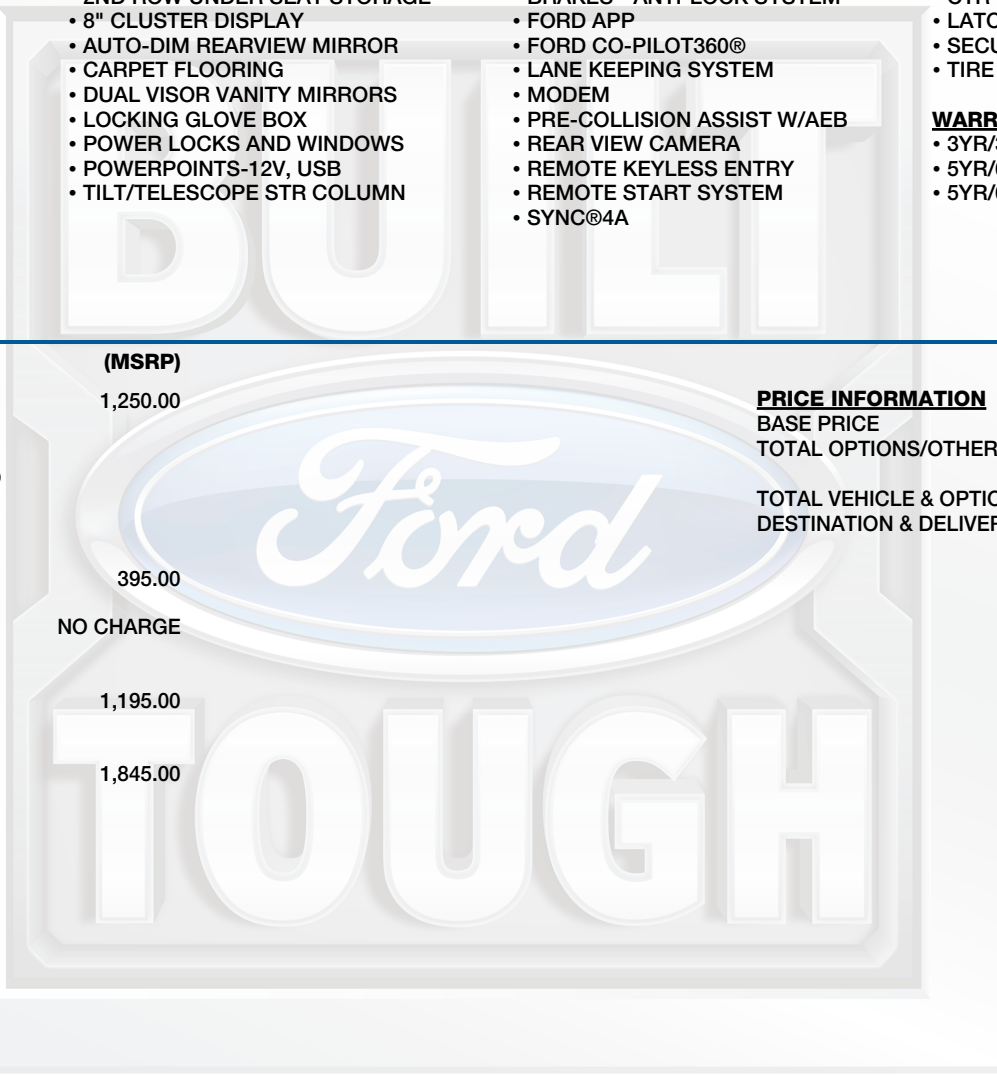 • 8" CLUSTER DISPLAY
• AUTO-DIM REARVIEW MIRROR
• CARPET FLOORING
• DUAL VISOR VANITY MIRRORS
• LOCKING GLOVE BOX
• POWER LOCKS AND WINDOWS
• POWERPOINTS-12V, USB
• TILT/TELESCOPE STR COLUMN
• FORD APP
• FORD CO-PILOT360®
• LANE KEEPING SYSTEM
• MODEM
• PRE-COLLISION ASSIST W/AEB
• REAR VIEW CAMERA
• REMOTE KEYLESS ENTRY
• REMOTE START SYSTEM
• SYNC®4A
• TIRE
• 3YR/
• 5YR/
• 5YR/
BUILT
Ford
TOUGH
(MSRP)
1,250.00
395.00
NO CHARGE
1,195.00
1,845.00
PRICE INFORMATION
BASE PRICE
TOTAL OPTIONS/OTHER
TOTAL VEHICLE &
DESTINATION &